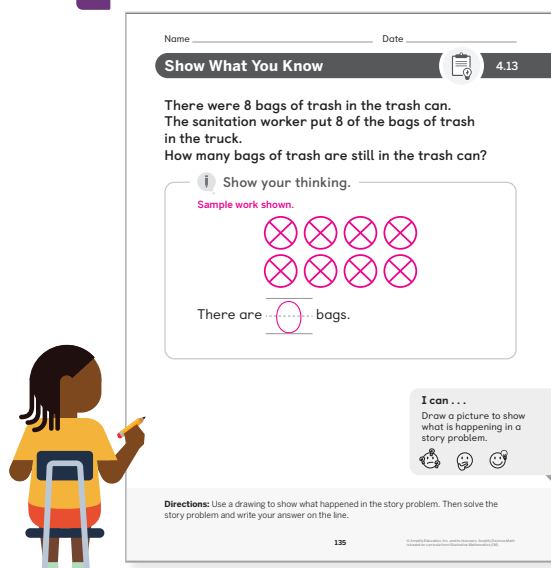 Name Date
Show What You Know 4.13
There were 8 bags of trash in the trash can.
The sanitation worker put 8 of the bags of trash
in the truck.
How many bags of trash are still in the trash can?
Show your thinking.
Sample work shown.
There are 0 bags.
I can . . .
Draw a picture to show
what is happening in a
story problem.
Directions: Use a drawing to show what happened in the story problem. Then solve the
story problem and write your answer on the line.
135